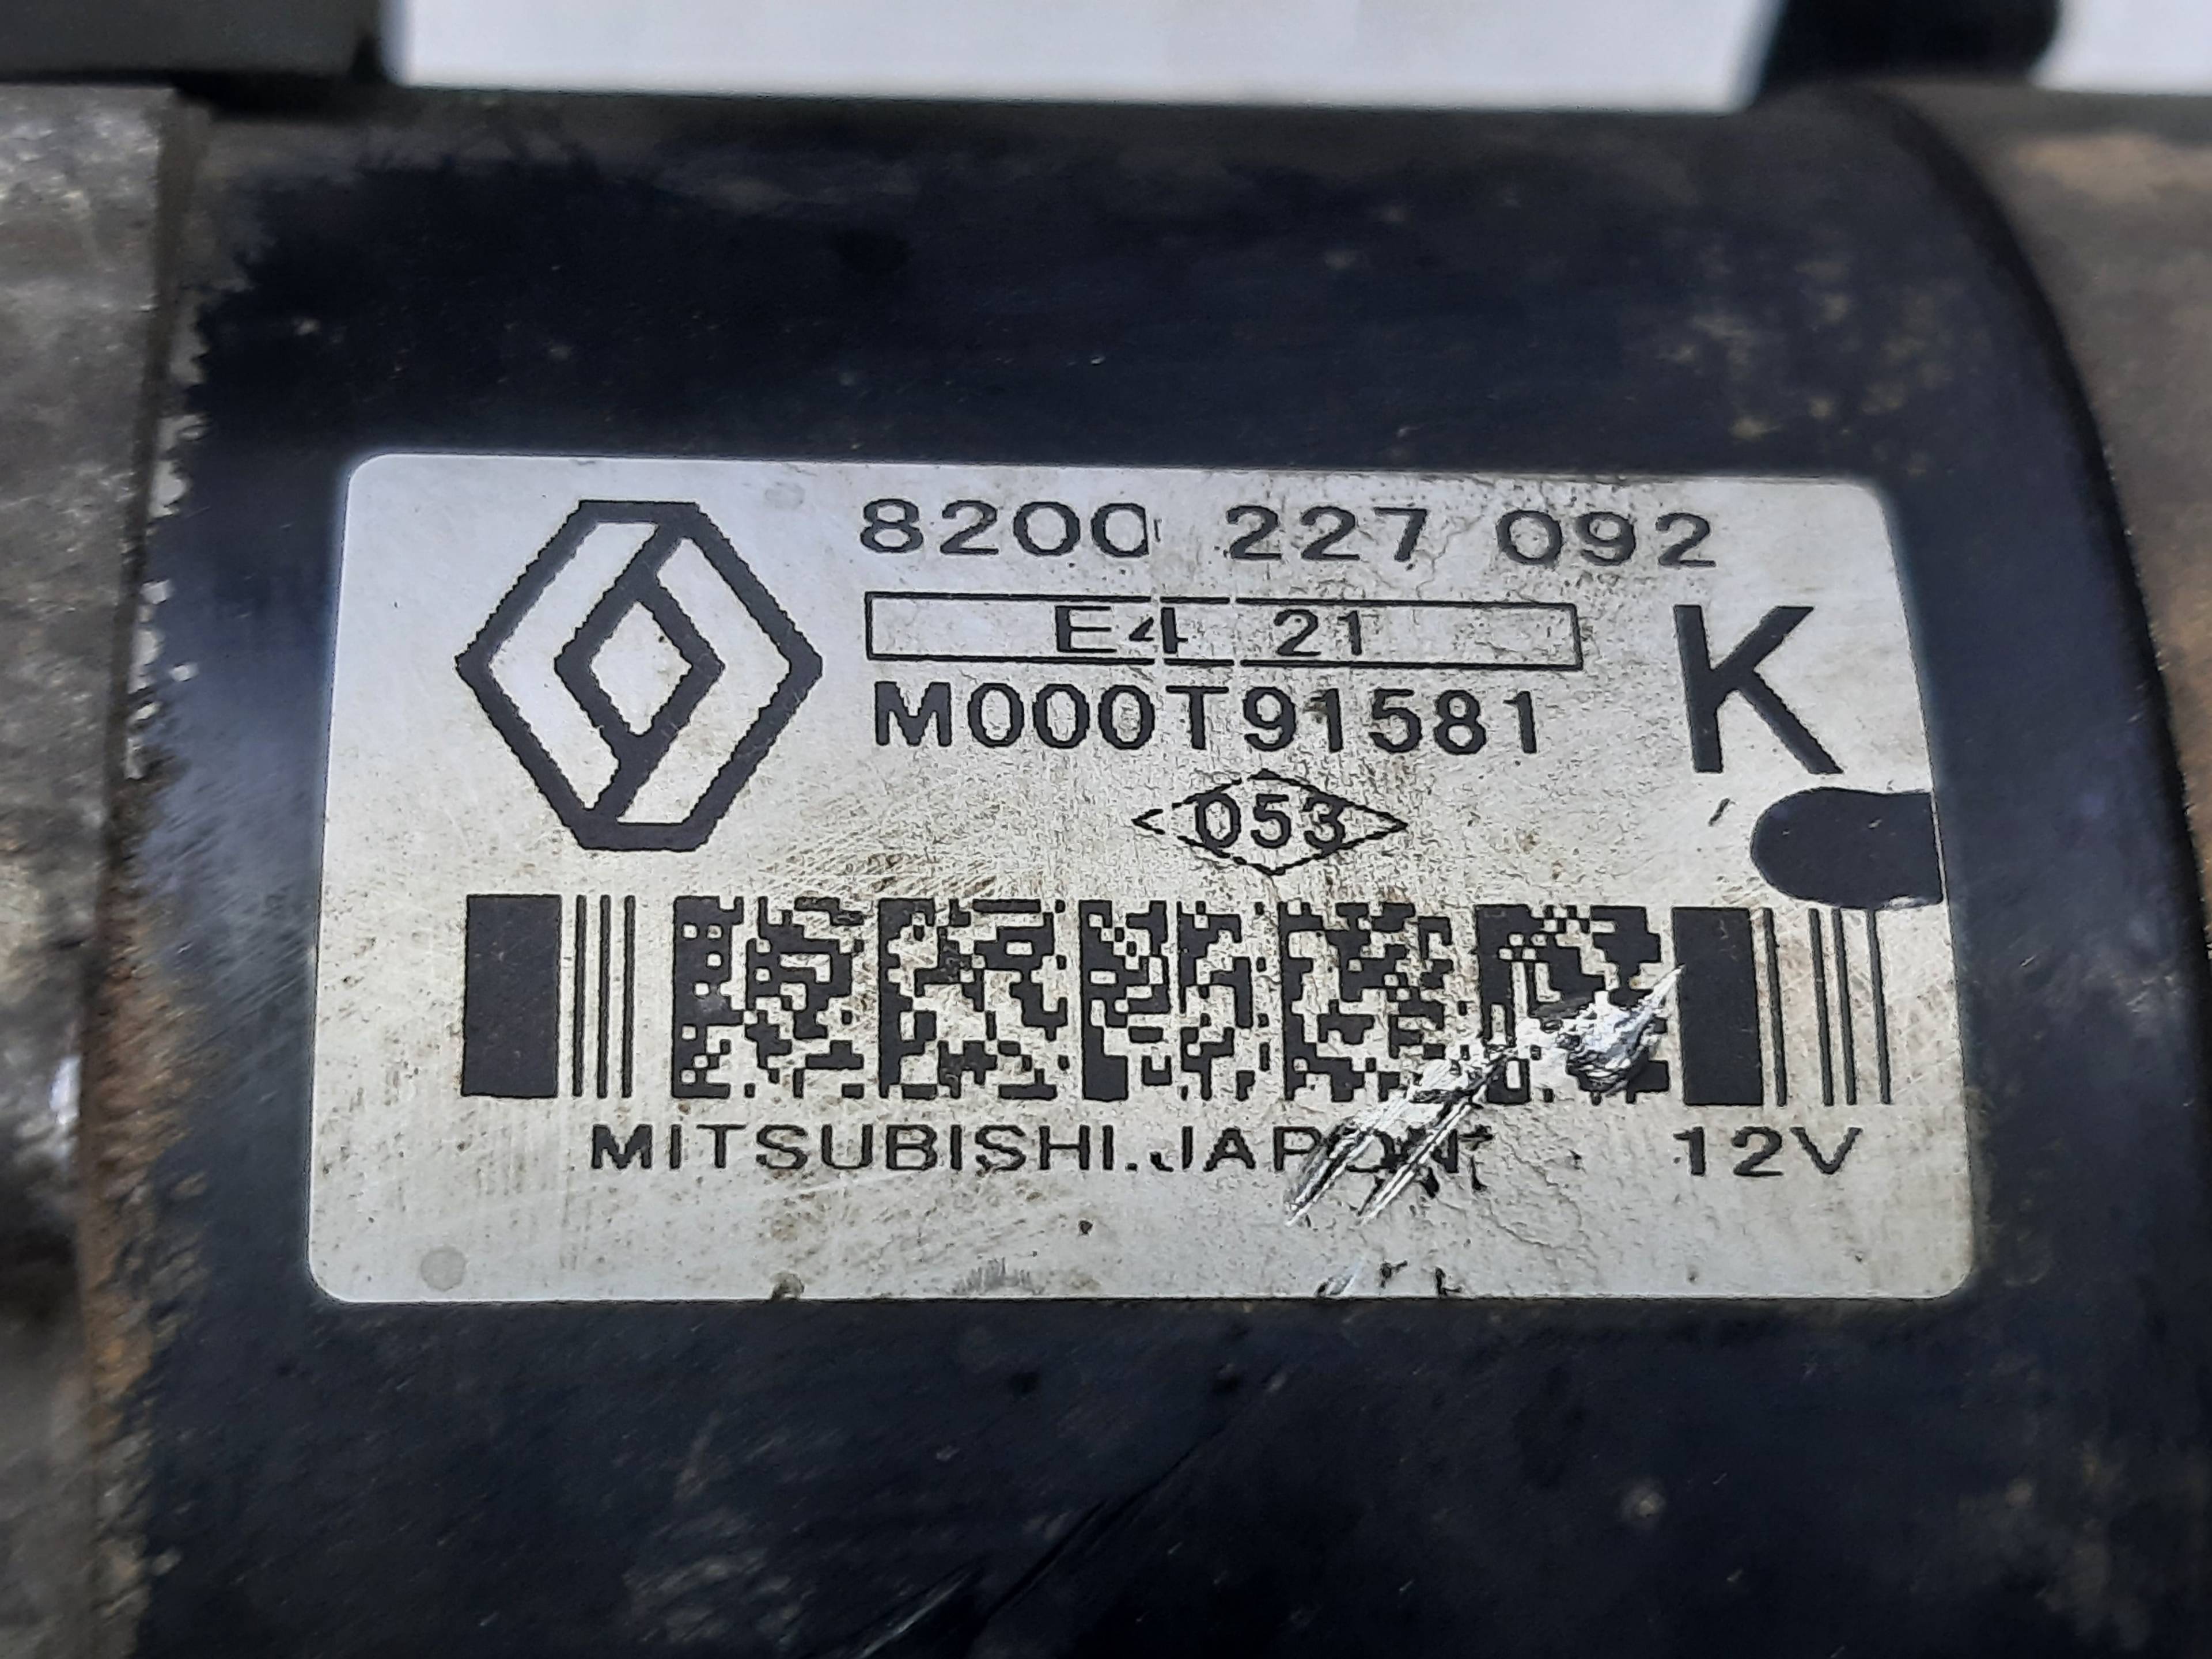 8200 227 092
E4 21
K
M000T91581
053
MITSUBISHI.JAPON
12V